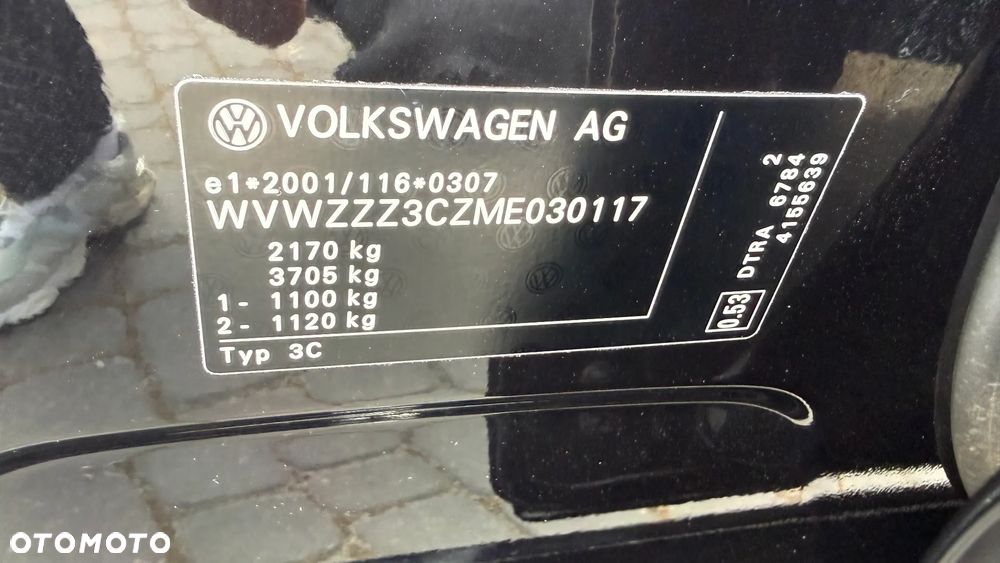 VOLKSWAGEN AG
e1*2001/116*0307
WVWZZZ3CZME030117
2170 kg
3705 kg
1- 1100 kg
2- 1120 kg
Typ 3C
0.53 DTRA 6784 2
4155639
OTOMOTO